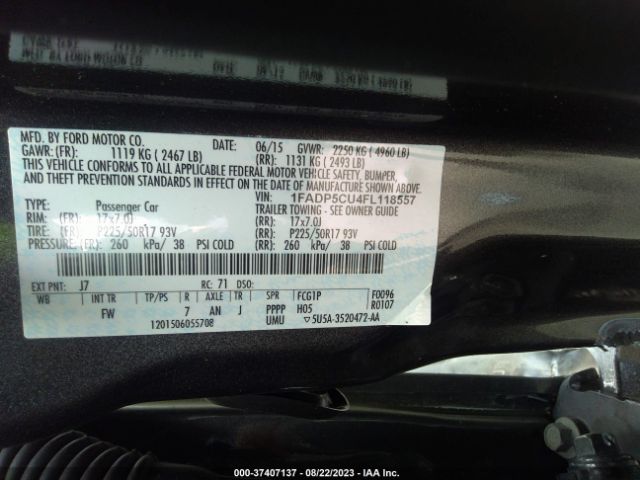 MFD. BY FORD MOTOR CO.
DATE: 06/15 GVWR: 2250 KG ( 4960 LB)
GAWR: (FR): 1119 KG ( 2467 LB) (RR): 1131 KG ( 2493 LB)
THIS VEHICLE CONFORMS TO ALL APPLICABLE FEDERAL MOTOR VEHICLE SAFETY, BUMPER,
AND THEFT PREVENTION STANDARDS IN EFFECT ON THE DATE OF MANUFACTURE SHOWN ABOVE.
VIN: 1FADP5CU4FL118557
TYPE: Passenger Car TRAILER TOWING - SEE OWNER GUIDE
RIM: (FR) 17x7.0J (RR): 17x7.0J
TIRE: (FR) P225/50R17 93V (RR): P225/50R17 93V
PRESSURE: (FR) 260 kPa/ 38 PSI COLD (RR): 260 kPa/ 38 PSI COLD
EXT PNT: J7 RC: 71 DSO:
WB INT TR TP/PS R AXLE TR SPR FCG1P F0096
FW 7 AN J PPPP H05 R0107
1201506055708 UMU ▽5U5A-3520472-AA
000-37407137 - 08/22/2023 - IAA Inc.